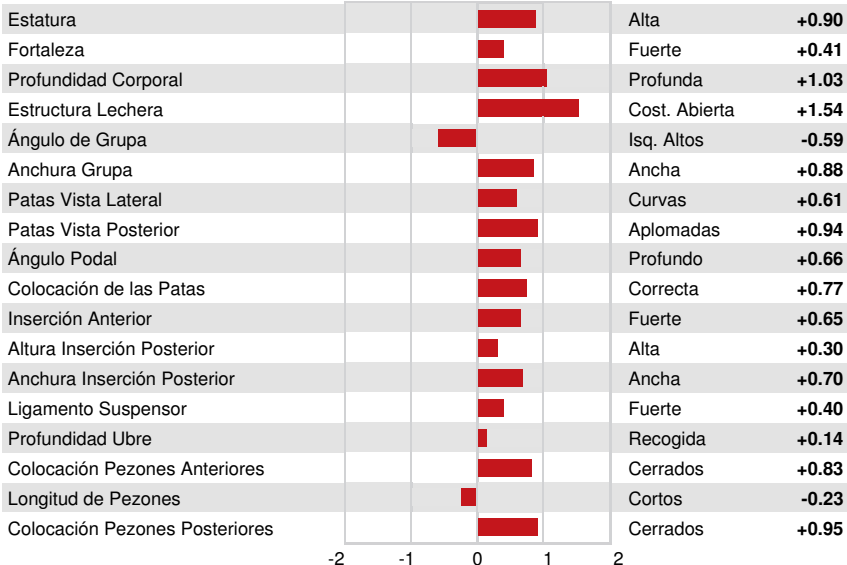 Estatura Alta +0.90
Fortaleza Fuerte +0.41
Profundidad Corporal Profunda +1.03
Estructura Lechera Cost. Abierta +1.54
Ángulo de Grupa Isq. Altos -0.59
Anchura Grupa Ancha +0.88
Patas Vista Lateral Curvas +0.61
Patas Vista Posterior Aplomadas +0.94
Ángulo Podal Profundo +0.66
Colocación de las Patas Correcta +0.77
Inserción Anterior Fuerte +0.65
Altura Inserción Posterior Alta +0.30
Anchura Inserción Posterior Ancha +0.70
Ligamento Suspensor Fuerte +0.40
Profundidad Ubre Recogida +0.14
Colocación Pezones Anteriores Cerrados +0.83
Longitud de Pezones Cortos -0.23
Colocación Pezones Posteriores Cerrados +0.95
-2 -1 0 1 2